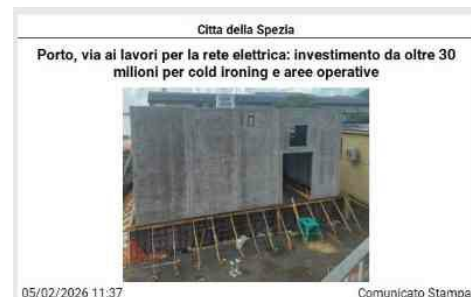 Citta della Spezia
Porto, via ai lavori per la rete elettrica: investimento da oltre 30
milioni per cold ironing e aree operative
05/02/2026 11:37
Comunicato Stampa